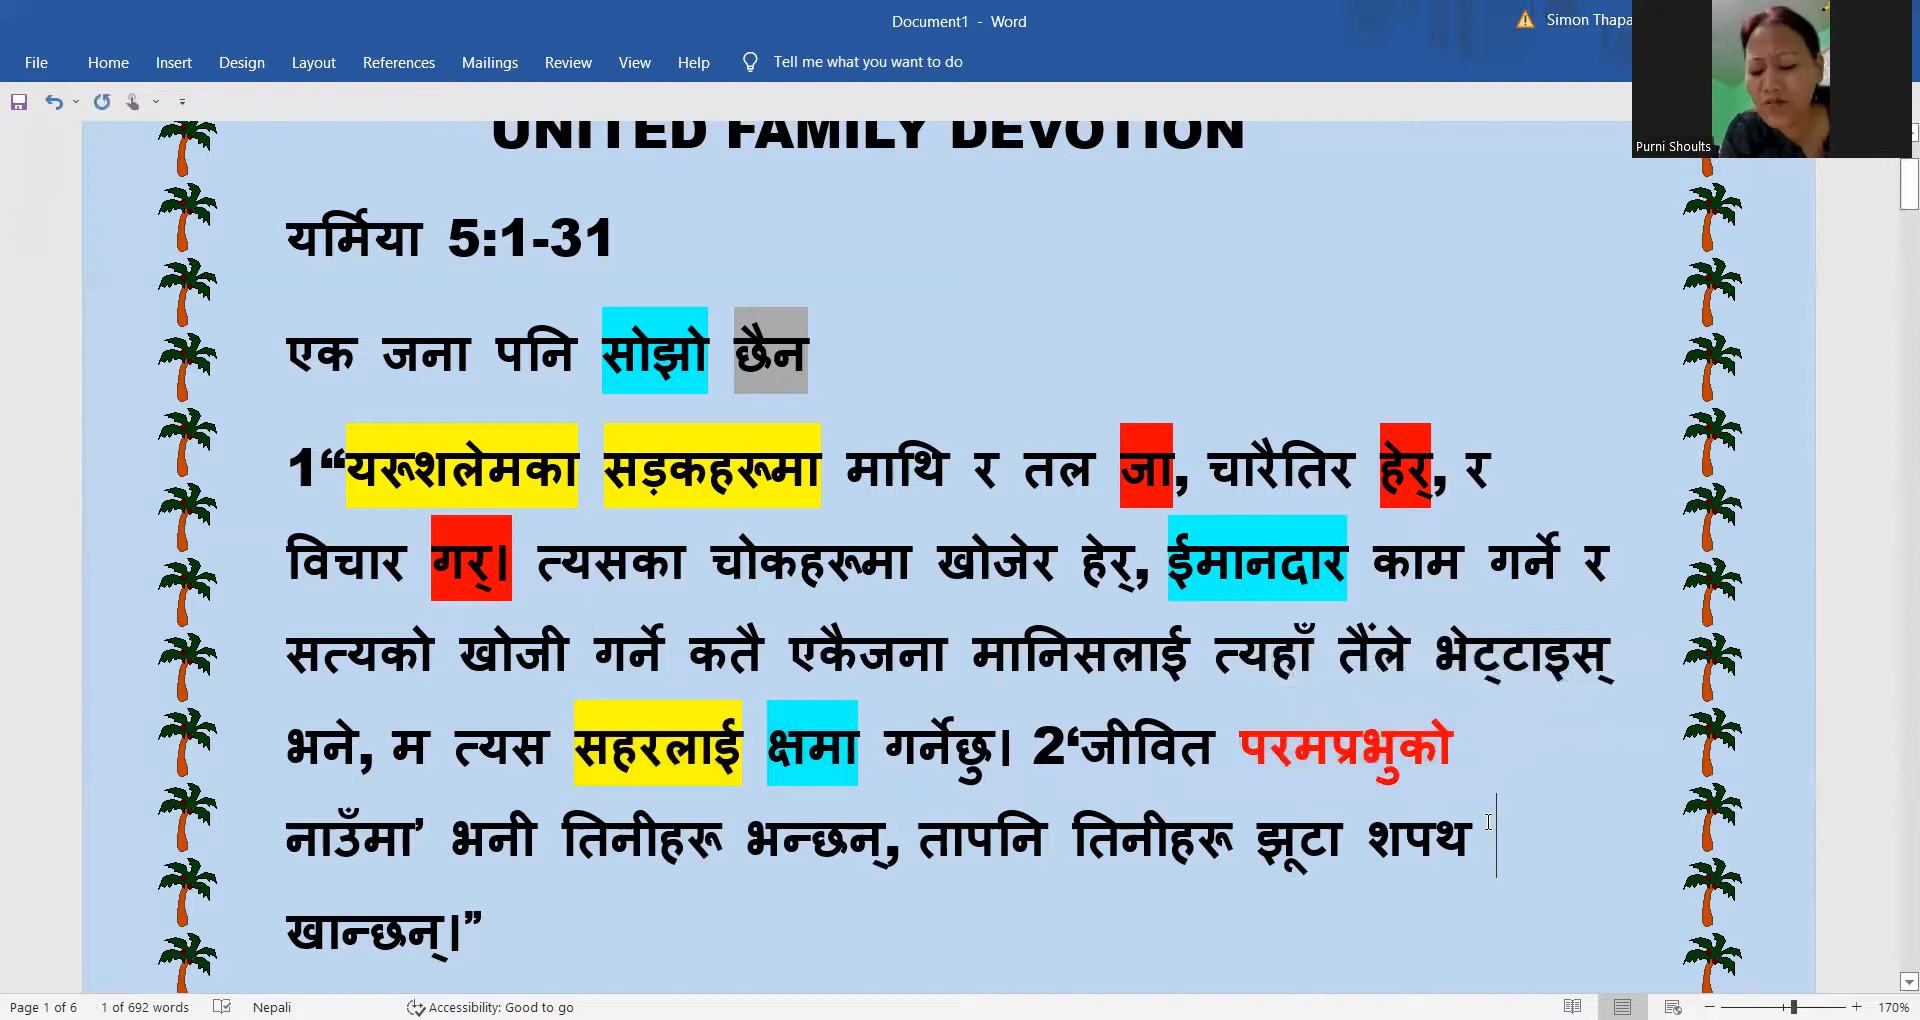 Document1 - Word
Simon Thapa
File Home Insert Design Layout References Mailings Review View Help Tell me what you want to do
Purni Shoults
UNITED FAMILY DEVOTION
यर्मिया 5:1-31
एक जना पनि सोझो छैन
1“यरूशलेमका सड़कहरूमा माथि र तल जा, चारैतिर हेर्, र
विचार गर्। त्यसका चोकहरूमा खोजेर हेर्, ईमानदार काम गर्ने र
सत्यको खोजी गर्ने कतै एकैजना मानिसलाई त्यहाँ तैंले भेट्टाइस्
भने, म त्यस सहरलाई क्षमा गर्नेछु। 2‘जीवित परमप्रभुको
नाउँमा’ भनी तिनीहरू भन्छन्, तापनि तिनीहरू झूटा शपथ
खान्छन्।”
Page 1 of 6 1 of 692 words Nepali Accessibility: Good to go 170%